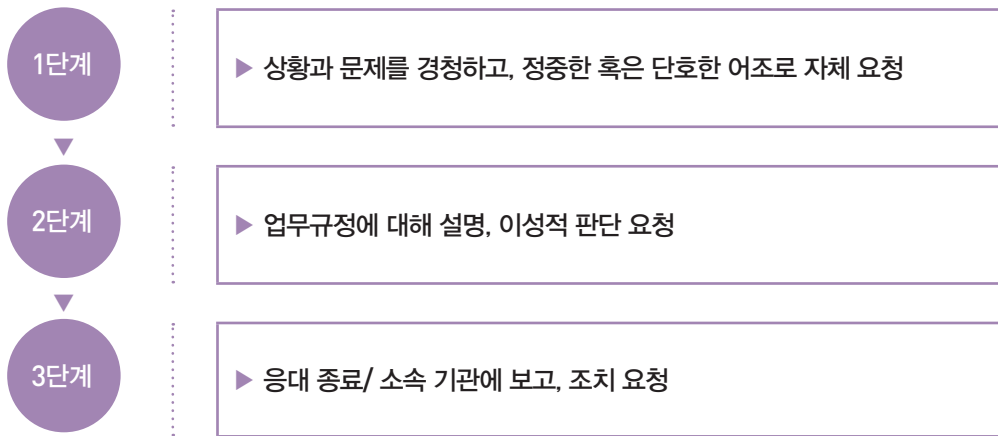 1단계
▶ 상황과 문제를 경청하고, 정중한 혹은 단호한 어조로 자체 요청
2단계
▶ 업무규정에 대해 설명, 이성적 판단 요청
3단계
▶ 응대 종료/ 소속 기관에 보고, 조치 요청